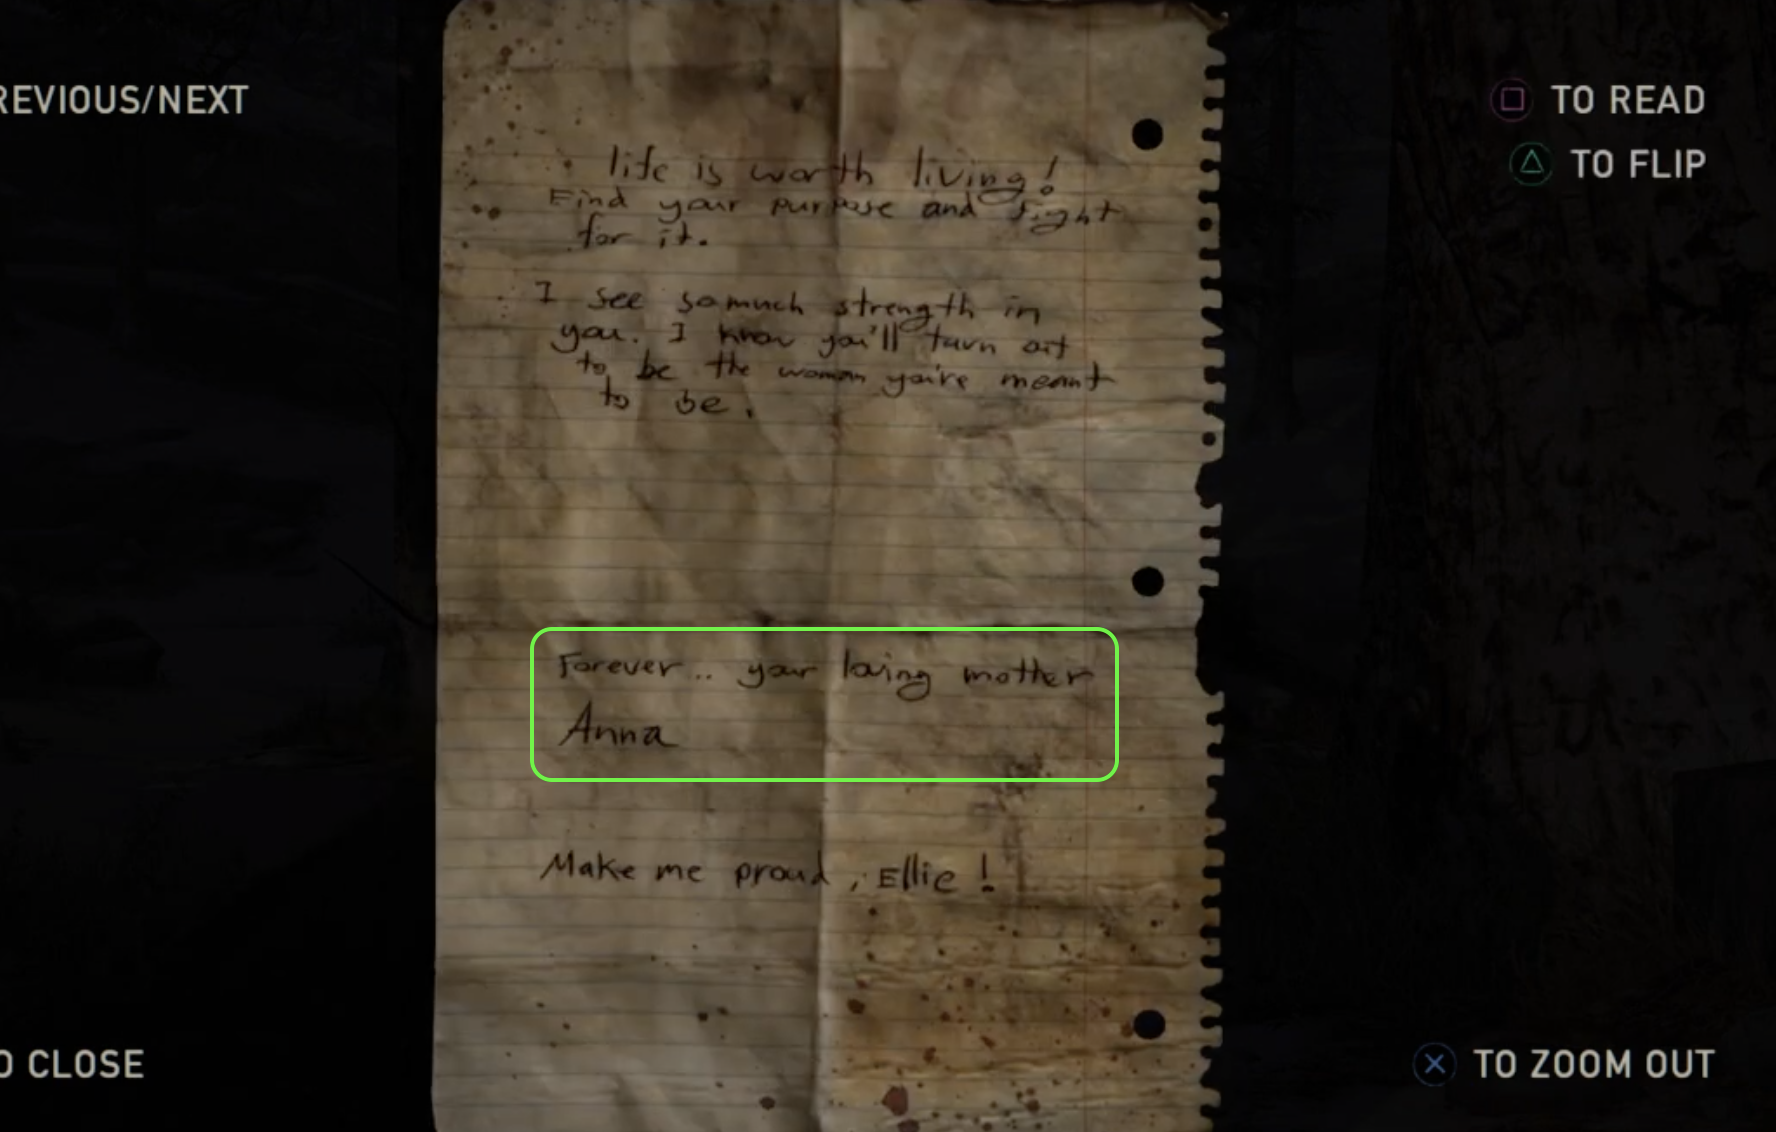 REVIOUS/NEXT
TO READ
TO FLIP
life is worth living!
Find your purpose and fight
for it.
I see so much strength in
you. I know you'll turn out
to be the woman you're meant
to be.
Forever.. your loving mother
Anna
Make me proud, Ellie!
O CLOSE
TO ZOOM OUT